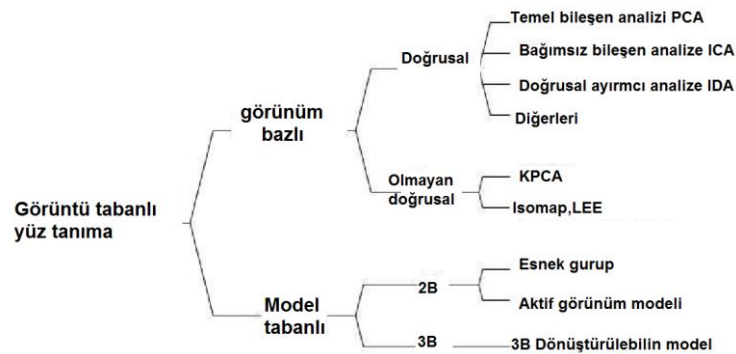 Görüntü tabanlı
yüz tanıma
görünüm
bazlı
Doğrusal
Temel bileşen analizi PCA
Bağımsız bileşen analize ICA
Doğrusal ayırmcı analize IDA
Diğerleri
Olmayan
doğrusal
KPCA
Isomap,LEE
Model
tabanlı
2B
Esnek gurup
Aktif görünüm modeli
3B
3B Dönüştürülebilin model